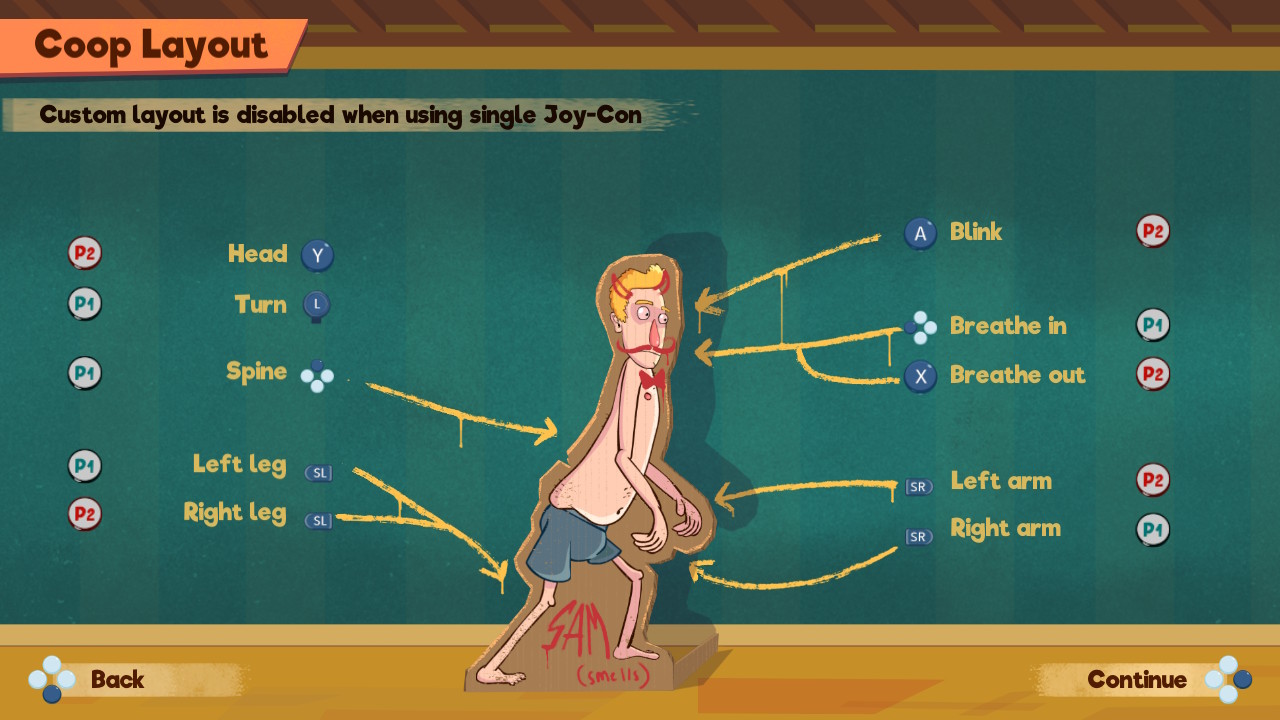 Coop Layout
Custom layout is disabled when using single Joy-Con
P2 Head Y
P1 Turn L
P1 Spine
P1 Left leg SL
P2 Right leg SL
A Blink P2
Breathe in P1
X Breathe out P2
SR Left arm P2
SR Right arm P1
SAM
(smells)
Back
Continue